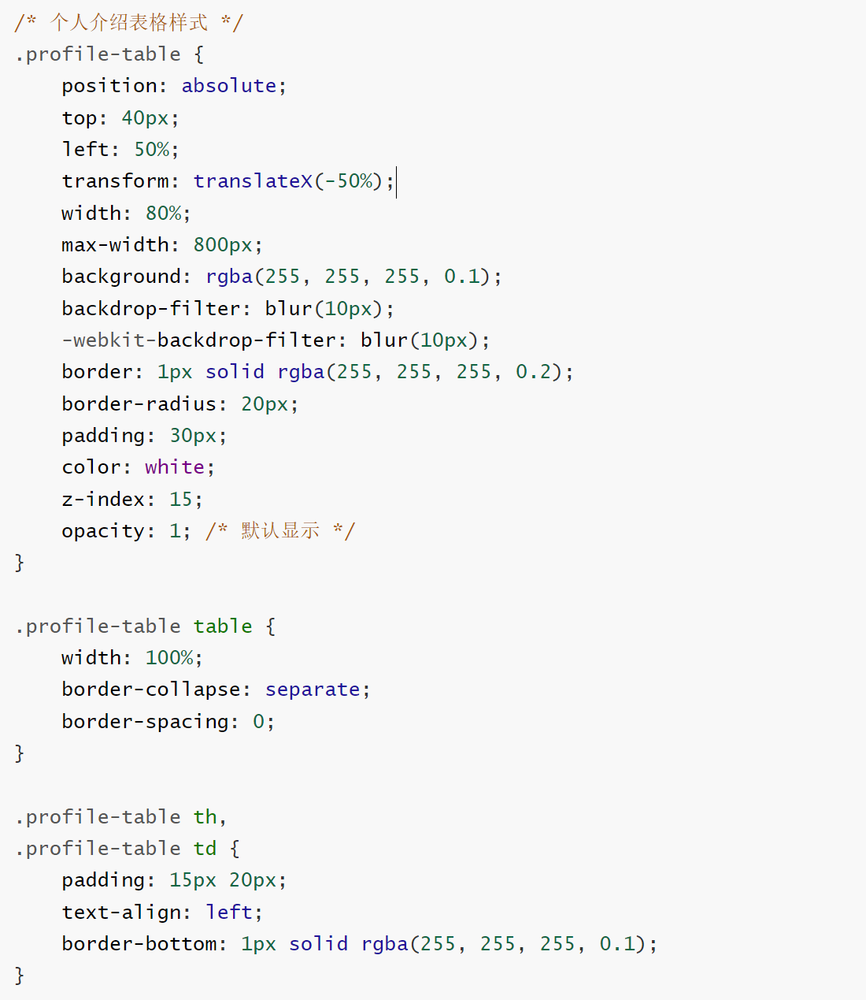 /* 个人介绍表格样式 */
.profile-table {
    position: absolute;
    top: 40px;
    left: 50%;
    transform: translateX(-50%);
    width: 80%;
    max-width: 800px;
    background: rgba(255, 255, 255, 0.1);
    backdrop-filter: blur(10px);
    -webkit-backdrop-filter: blur(10px);
    border: 1px solid rgba(255, 255, 255, 0.2);
    border-radius: 20px;
    padding: 30px;
    color: white;
    z-index: 15;
    opacity: 1; /* 默认显示 */
}

.profile-table table {
    width: 100%;
    border-collapse: separate;
    border-spacing: 0;
}

.profile-table th,
.profile-table td {
    padding: 15px 20px;
    text-align: left;
    border-bottom: 1px solid rgba(255, 255, 255, 0.1);
}